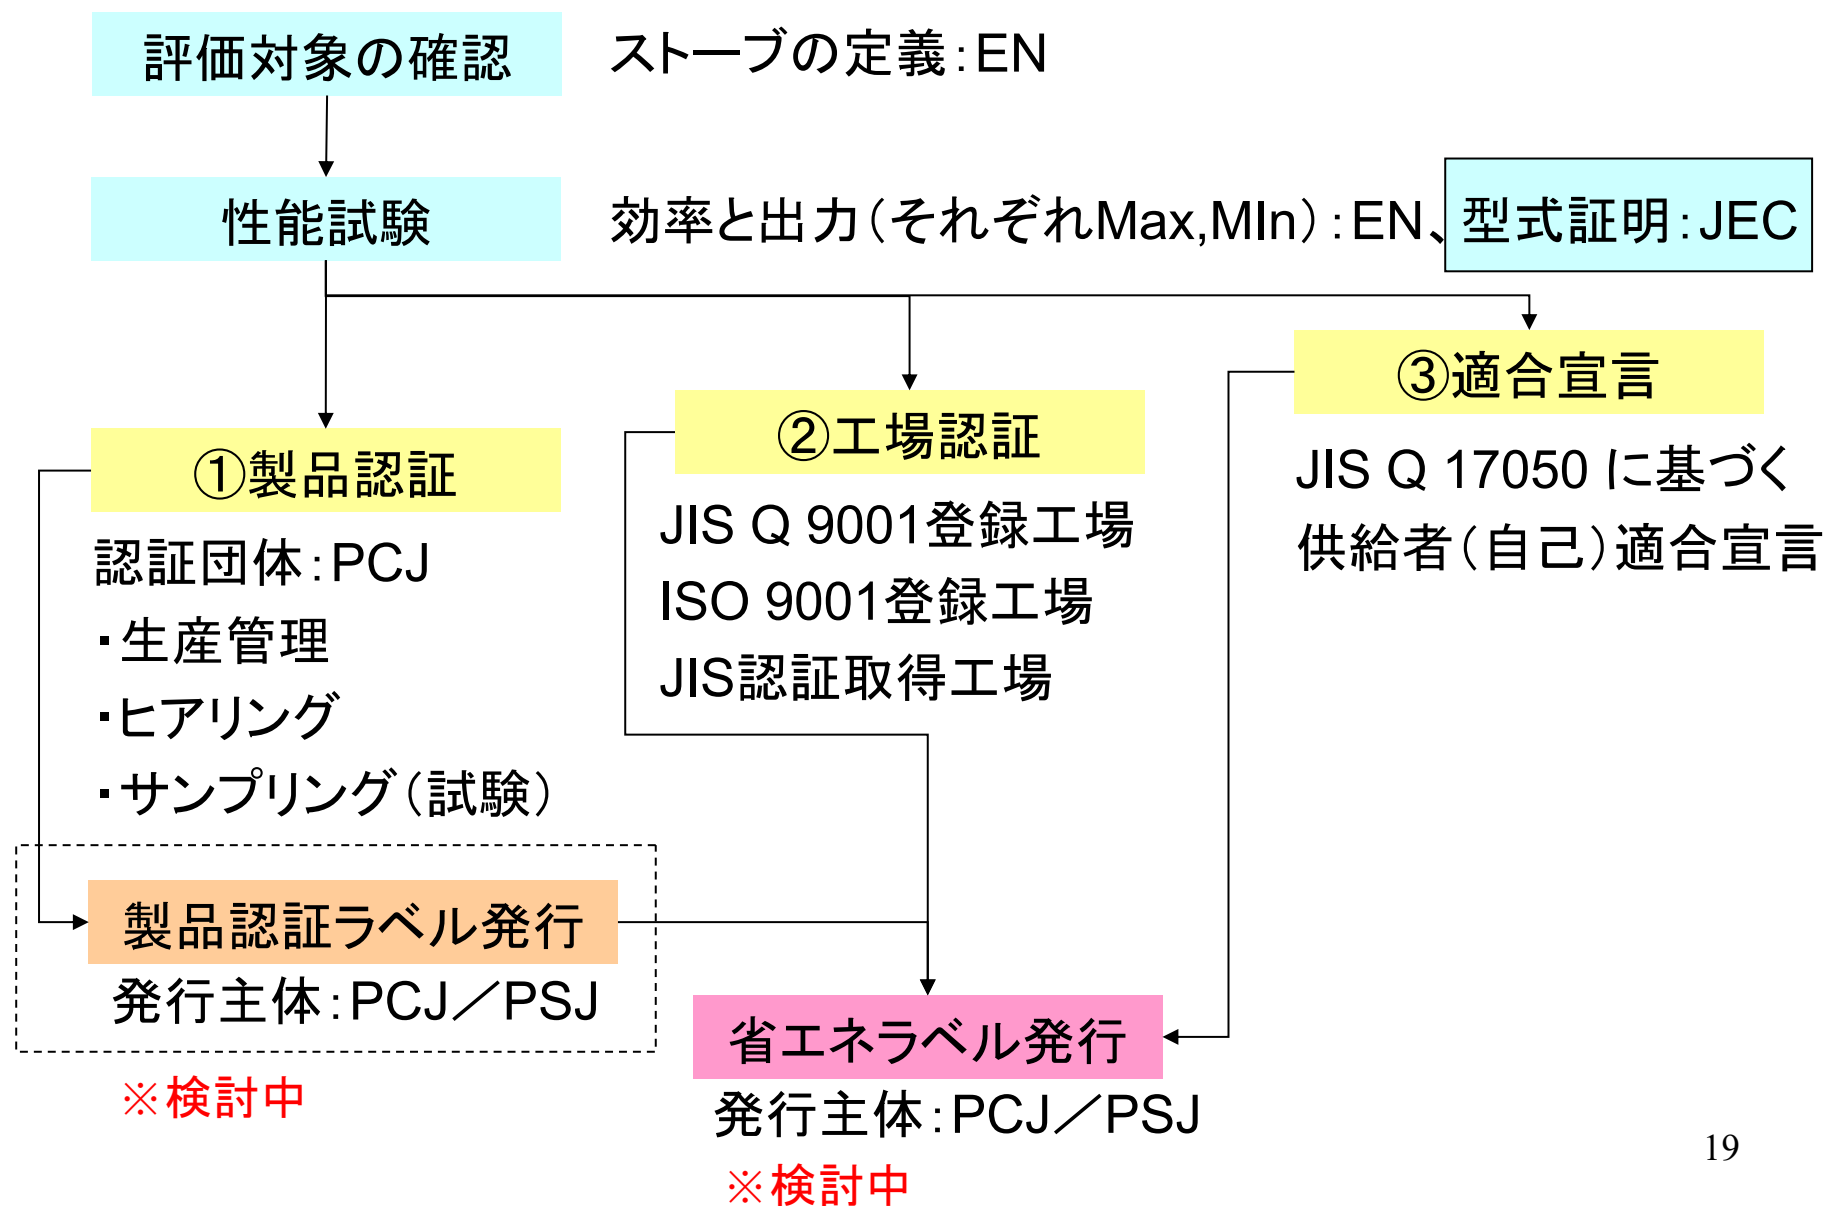 評価対象の確認
ストーブの定義：EN
性能試験
効率と出力（それぞれMax,MIn）：EN、
型式証明：JEC
①製品認証
認証団体：PCJ
・生産管理
・ヒアリング
・サンプリング（試験）
②工場認証
JIS Q 9001登録工場
ISO 9001登録工場
JIS認証取得工場
③適合宣言
JIS Q 17050 に基づく
供給者（自己）適合宣言
製品認証ラベル発行
発行主体：PCJ／PSJ
※検討中
省エネラベル発行
発行主体：PCJ／PSJ
※検討中
19